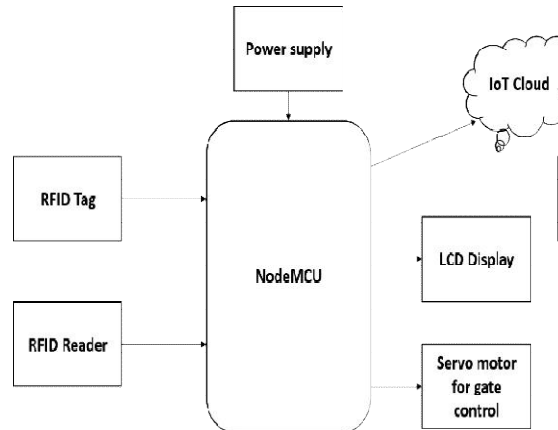 Power supply
IoT Cloud
RFID Tag
NodeMCU
LCD Display
RFID Reader
Servo motor
for gate
control